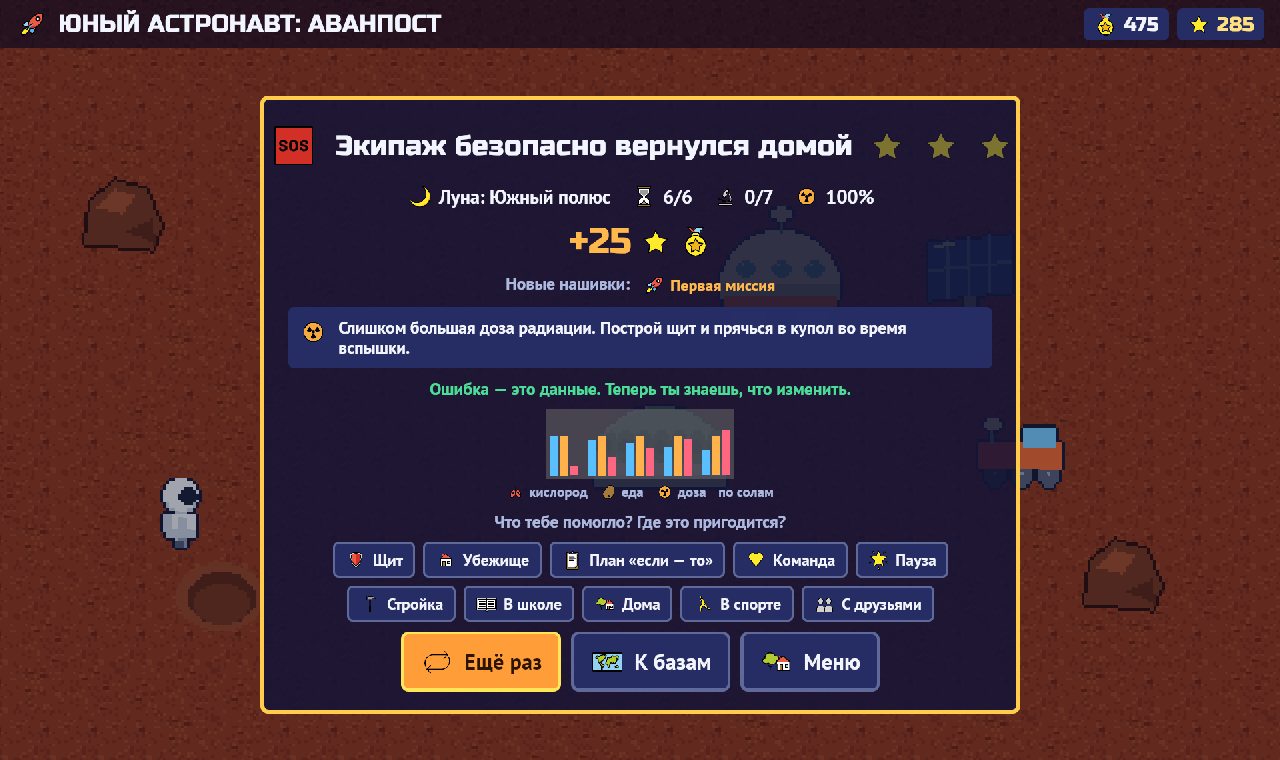 ЮНЫЙ АСТРОНАВТ: АВАНПОСТ
475
285
SOS
Экипаж безопасно вернулся домой
Луна: Южный полюс 6/6 0/7 100%
+25
Новые нашивки: Первая миссия
Слишком большая доза радиации. Построй щит и прячься в купол во время
вспышки.
Ошибка — это данные. Теперь ты знаешь, что изменить.
кислород еда доза по солам
Что тебе помогло? Где это пригодится?
Щит Убежище План «если — то» Команда Пауза
Стройка В школе Дома В спорте С друзьями
Ещё раз К базам Меню